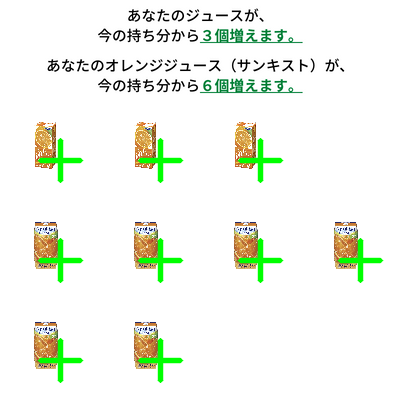 あなたのジュースが、
今の持ち分から３個増えます。
あなたのオレンジジュース（サンキスト）が、
今の持ち分から６個増えます。